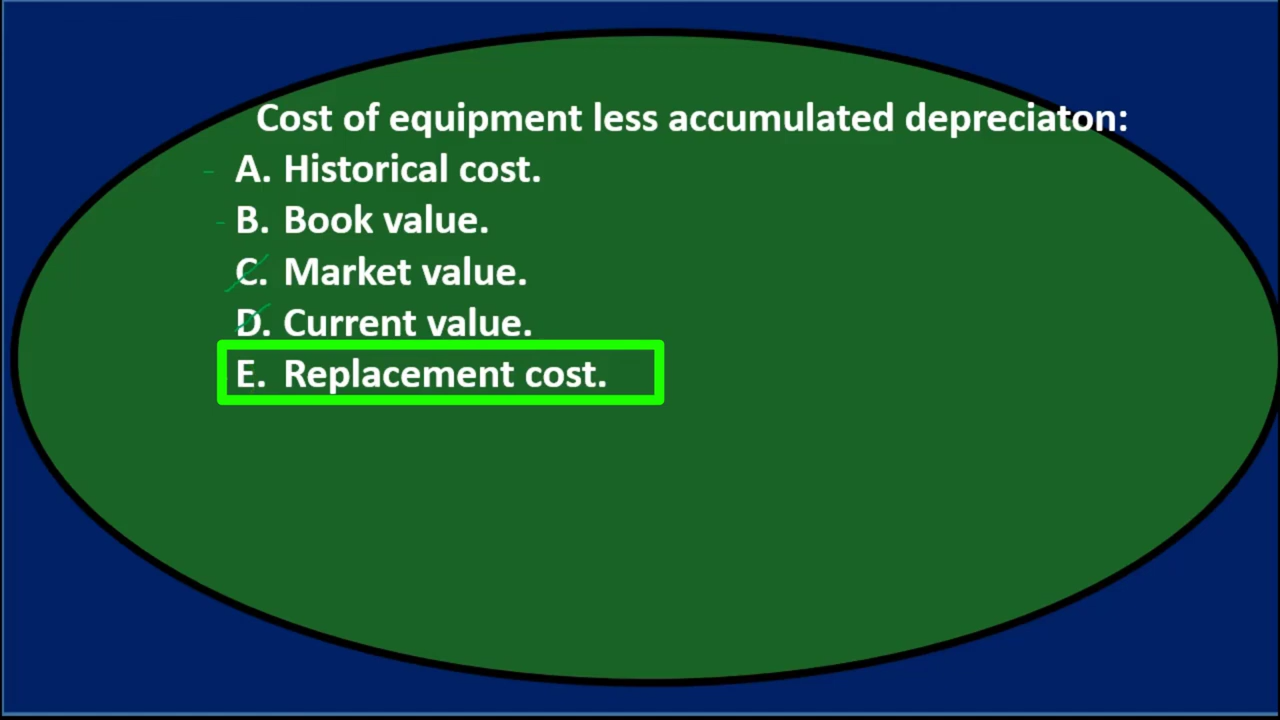 Cost of equipment less accumulated depreciaton:
A. Historical cost.
B. Book value.
C. Market value.
D. Current value.
E. Replacement cost.